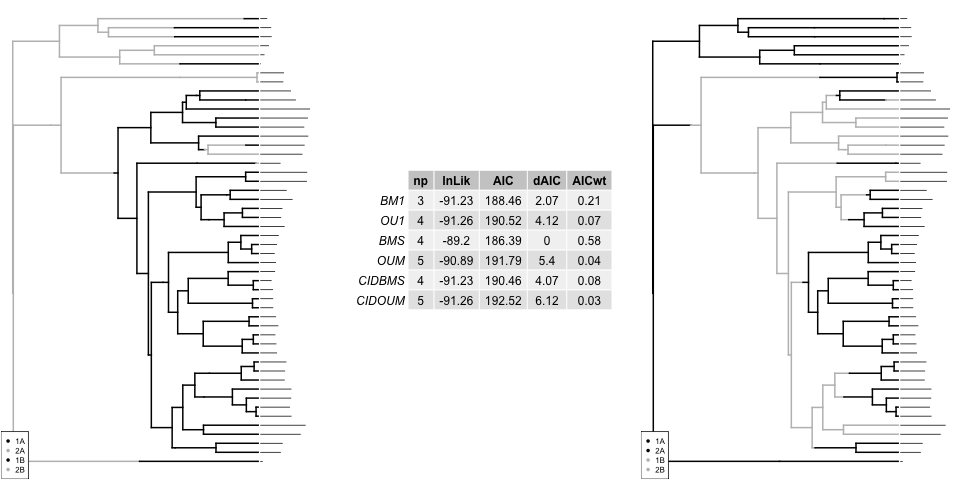 np lnLik AIC dAIC AICwt
BM1 3 -91.23 188.46 2.07 0.21
OU1 4 -91.26 190.52 4.12 0.07
BMS 4 -89.2 186.39 0 0.58
OUM 5 -90.89 191.79 5.4 0.04
CIDBMS 4 -91.23 190.46 4.07 0.08
CIDOUM 5 -91.26 192.52 6.12 0.03
1A
2A
1B
2B
1A
2A
1B
2B